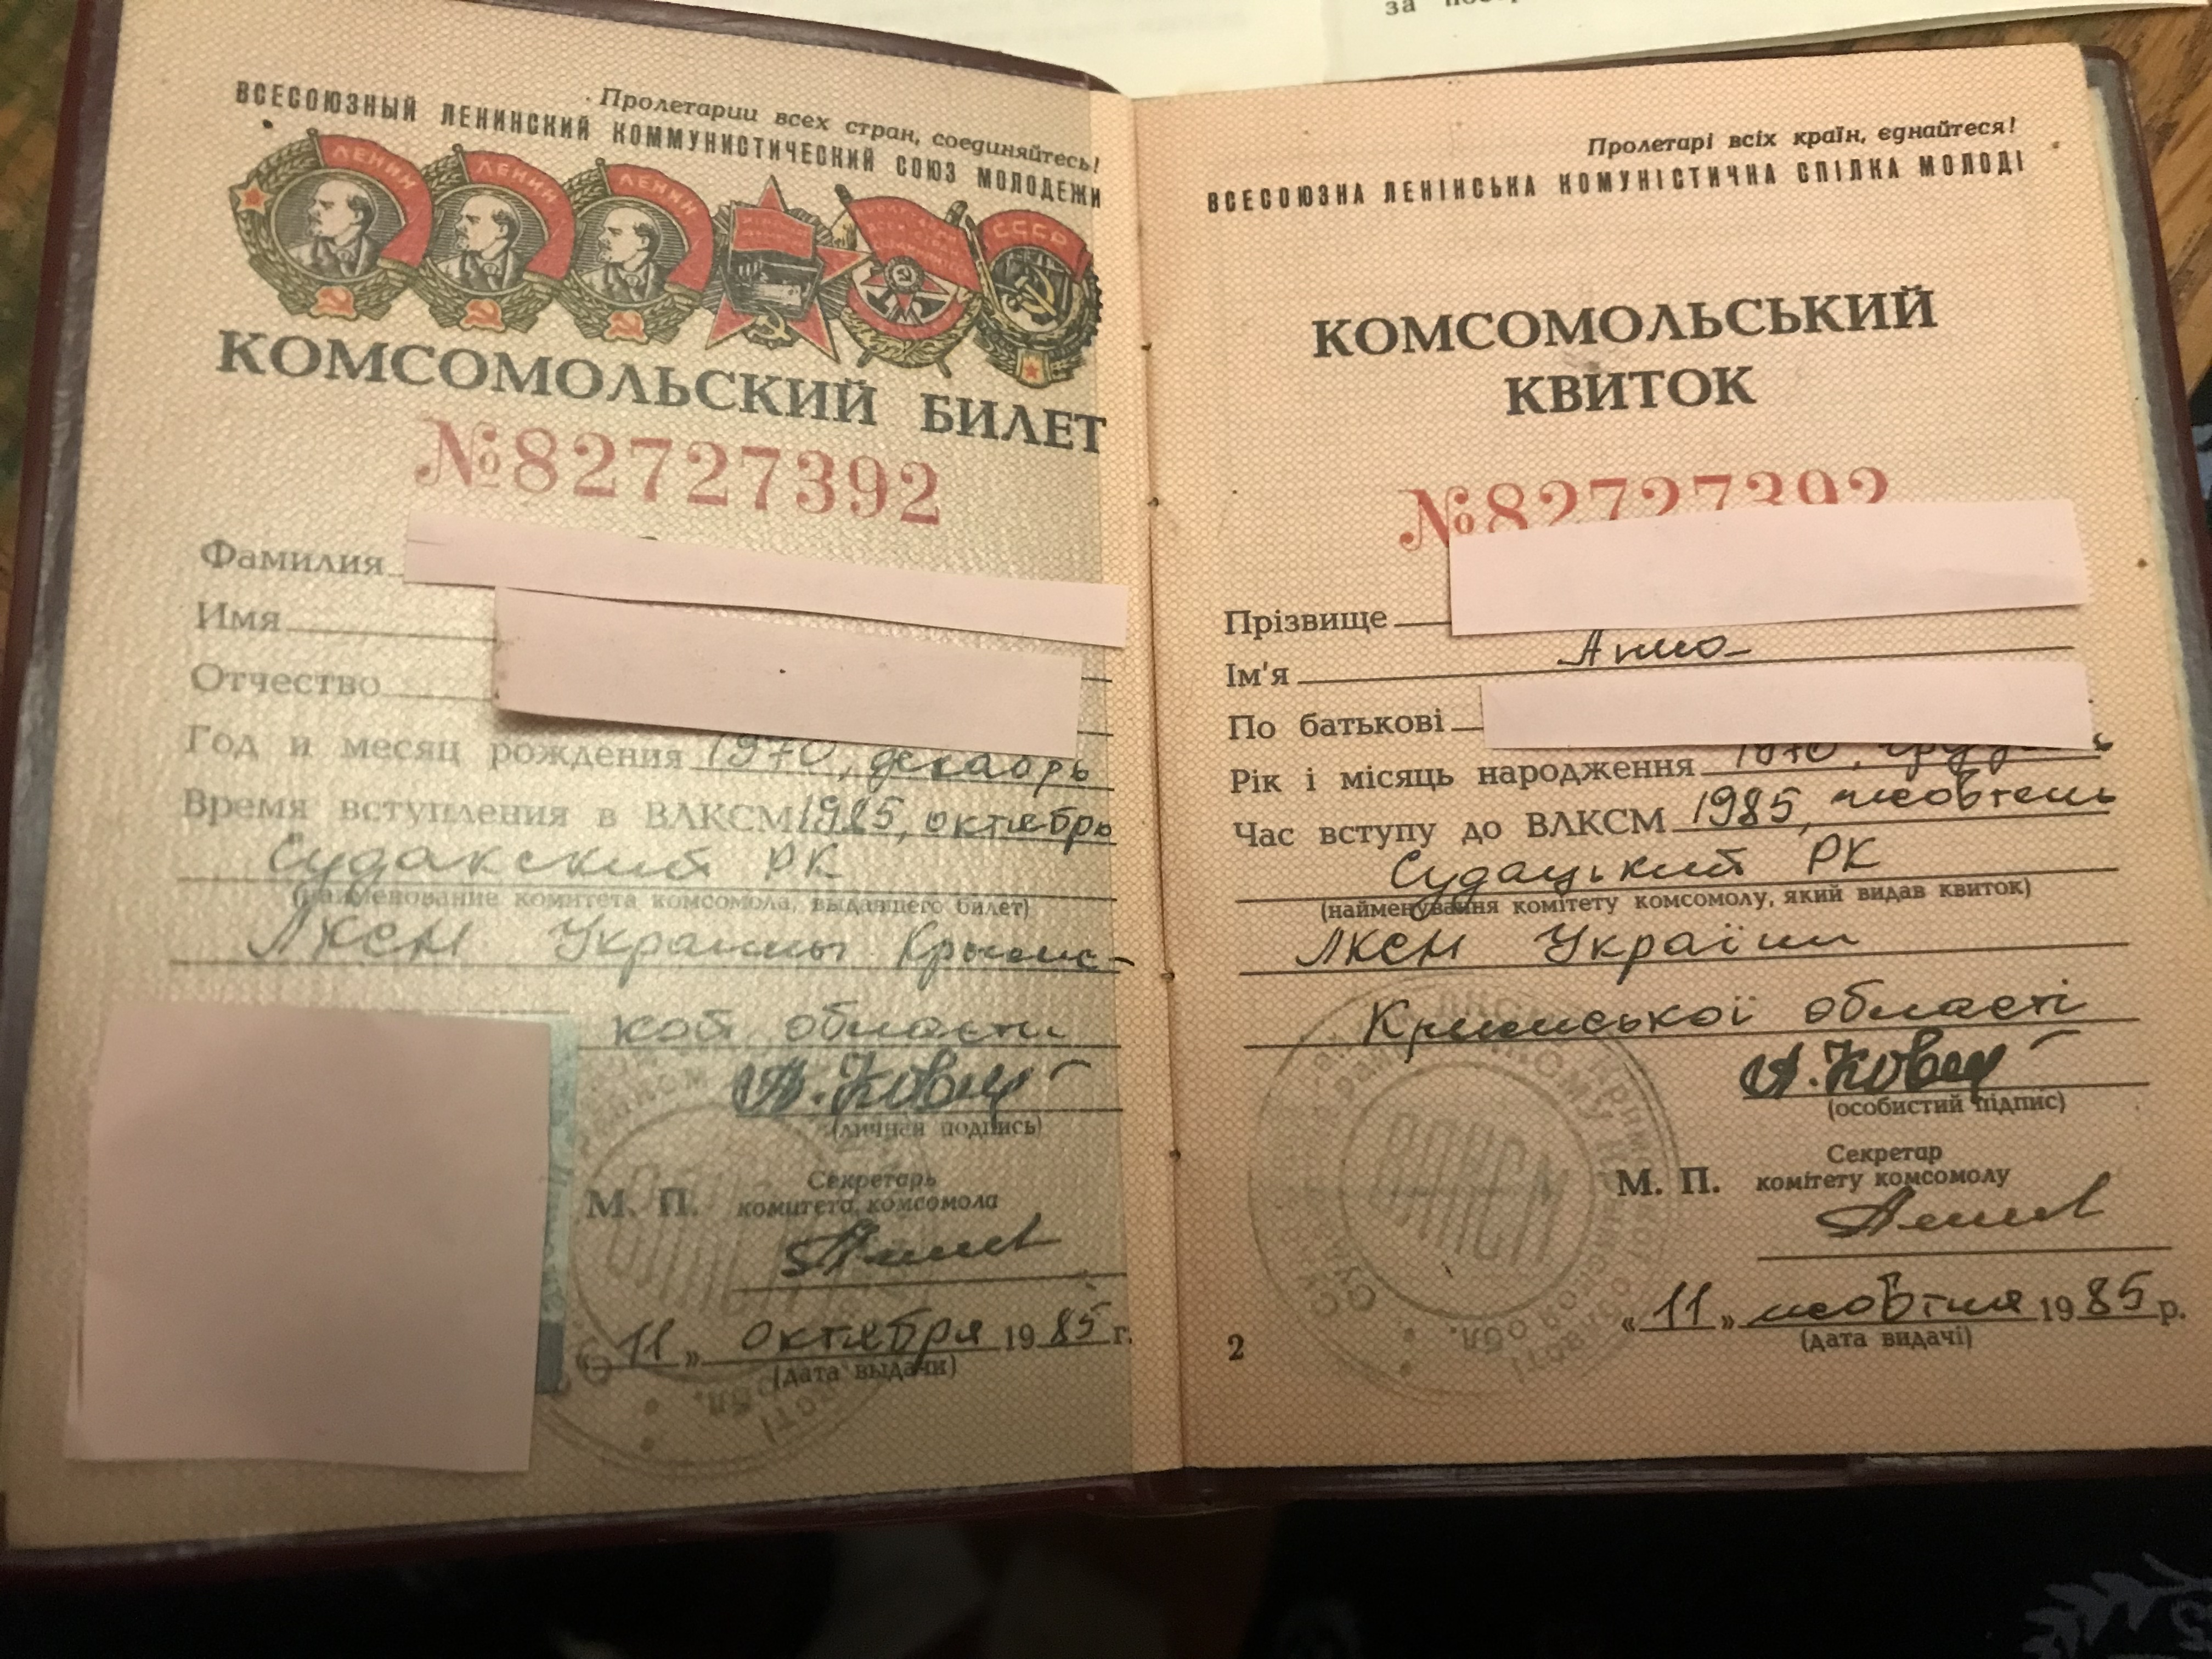 за
Пролетарии всех стран, соединяйтесь!
ВСЕСОЮЗНЫЙ ЛЕНИНСКИЙ КОММУНИСТИЧЕСКИЙ СОЮЗ МОЛОДЕЖИ
ЛЕНИН ЛЕНИН ЛЕНИН СССР
КОМСОМОЛЬСКИЙ БИЛЕТ
№82727392
Фамилия
Имя
Отчество
Год и месяц рождения 1970, декабрь
Время вступления в ВЛКСМ 1985, октябрь
Судакский РК
(наименование комитета комсомола, выдавшего билет)
ЛКСМ Украины Крымс-
кой области
(личная подпись)
Секретарь
М. П. комитета комсомола
«11» октября 1985 г.
(дата выдачи)
Пролетарі всіх країн, єднайтеся!
ВСЕСОЮЗНА ЛЕНІНСЬКА КОМУНІСТИЧНА СПІЛКА МОЛОДІ
КОМСОМОЛЬСЬКИЙ
КВИТОК
№82727392
Прізвище
Ім'я Анна
По батькові
Рік і місяць народження 1970, грудень
Час вступу до ВЛКСМ 1985, жовтень
Судацький РК
(найменування комітету комсомолу, який видав квиток)
ЛКСМ України
Кримської області
(особистий підпис)
Секретар
М. П. комітету комсомолу
ВЛКСМ
«11» жовтня 1985 р.
(дата видачі)
2